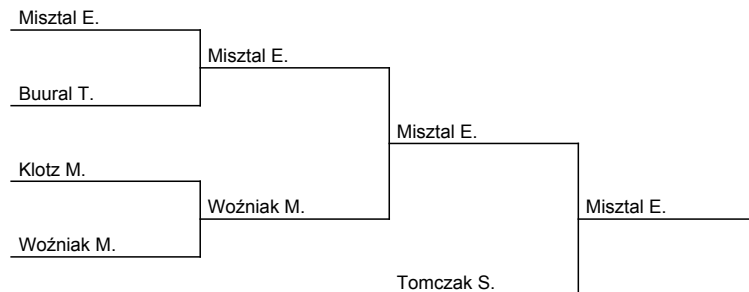 Misztal E.
Misztal E.
Buural T.
Misztal E.
Klotz M.
Woźniak M.
Misztal E.
Woźniak M.
Tomczak S.